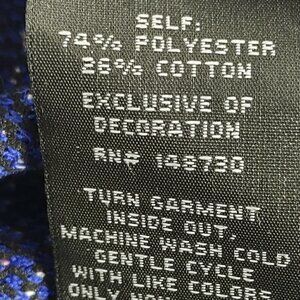 SELF:
74% POLYESTER
26% COTTON
EXCLUSIVE OF
DECORATION
RN# 148730
TURN GARMENT
INSIDE OUT,
MACHINE WASH COLD
GENTLE CYCLE
WITH LIKE COLORS
ONLY